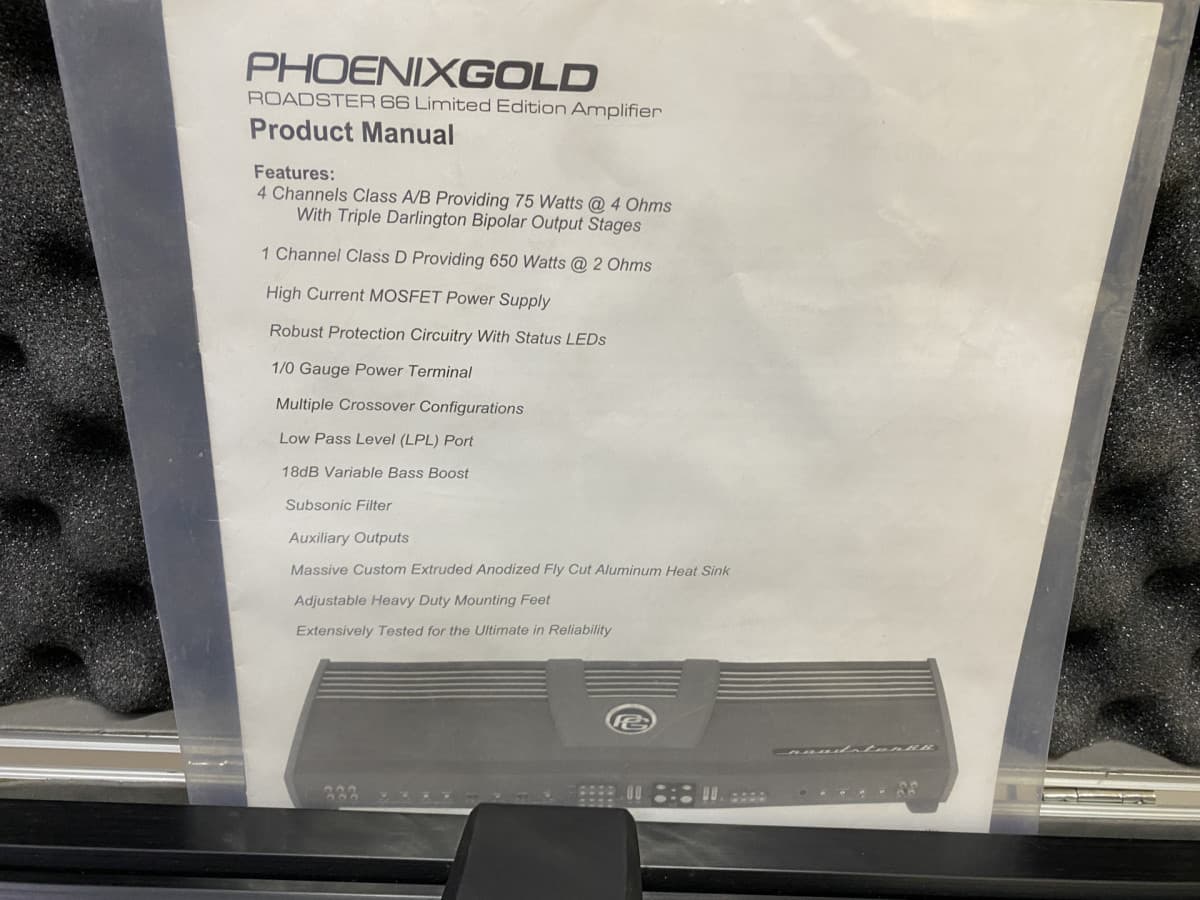 PHOENIXGOLD
ROADSTER 66 Limited Edition Amplifier
Product Manual
Features:
4 Channels Class A/B Providing 75 Watts @ 4 Ohms
With Triple Darlington Bipolar Output Stages
1 Channel Class D Providing 650 Watts @ 2 Ohms
High Current MOSFET Power Supply
Robust Protection Circuitry With Status LEDs
1/0 Gauge Power Terminal
Multiple Crossover Configurations
Low Pass Level (LPL) Port
18dB Variable Bass Boost
Subsonic Filter
Auxiliary Outputs
Massive Custom Extruded Anodized Fly Cut Aluminum Heat Sink
Adjustable Heavy Duty Mounting Feet
Extensively Tested for the Ultimate in Reliability
PG
roadster66